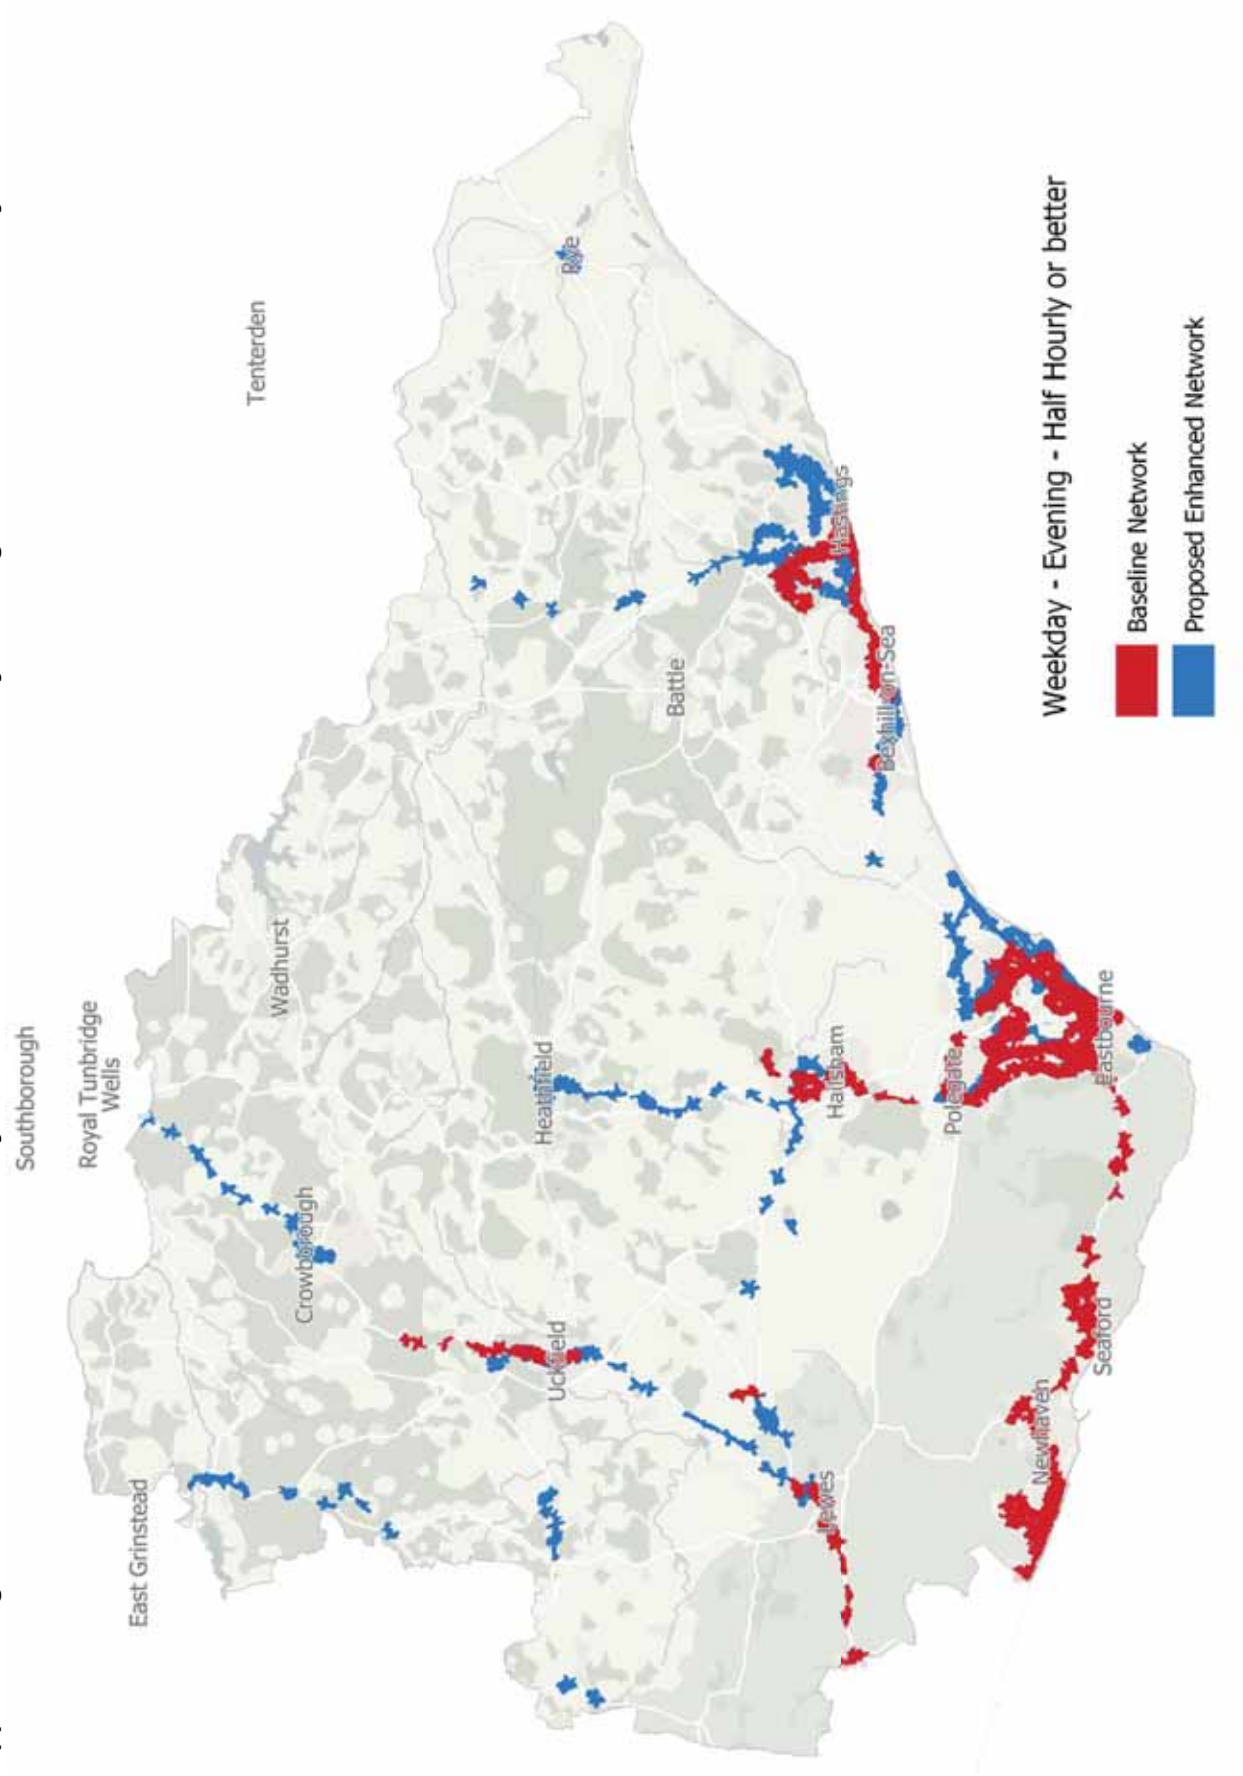 Southborough
Royal Tunbridge
Wells
Tenterden
East Grinstead
Wadhurst
Crowborough
Heathfield
Uckfield
Rye
Battle
Hailsham
Lewes
Hastings
Bexhill-on-Sea
Polegate
Eastbourne
Newhaven
Seaford
Weekday - Evening - Half Hourly or better
Baseline Network
Proposed Enhanced Network